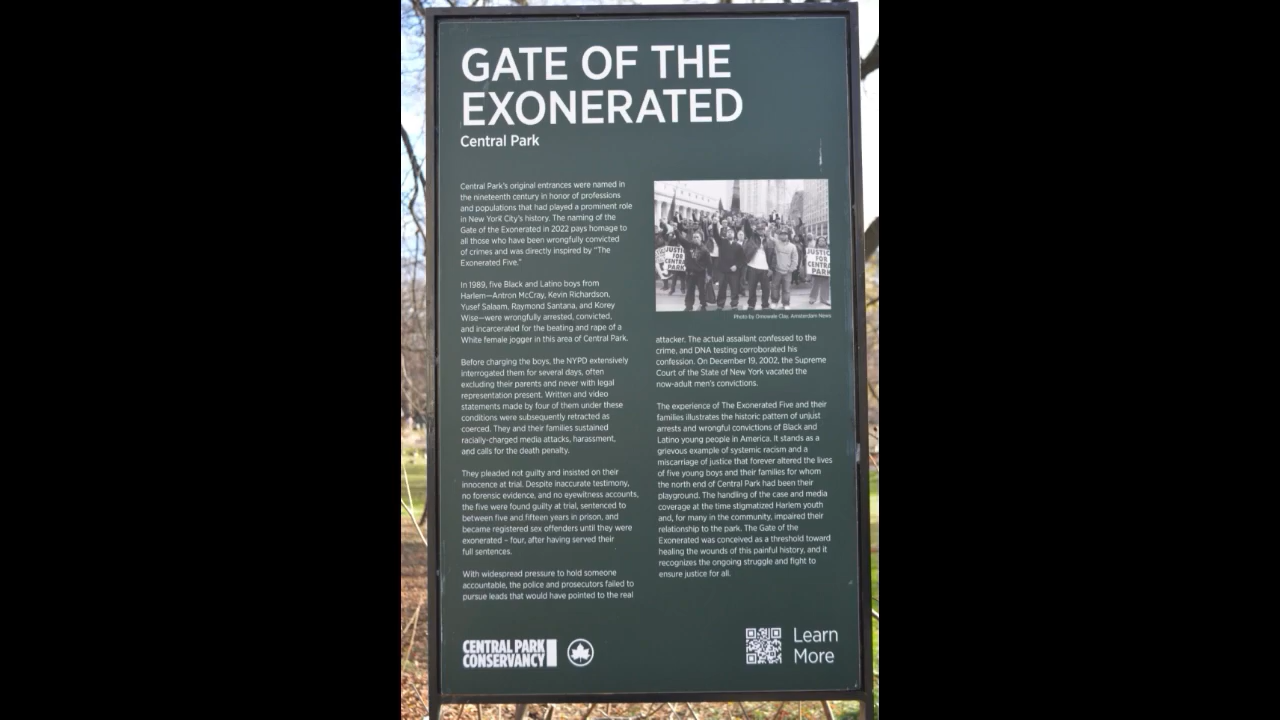 GATE OF THE
EXONERATED
Central Park
Central Park's original entrances were named in
the nineteenth century in honor of professions
and populations that had played a prominent role
in New York City's history. The naming of the
Gate of the Exonerated in 2022 pays homage to
all those who have been wrongfully convicted
of crimes and was directly inspired by “The
Exonerated Five.”
In 1989, five Black and Latino boys from
Harlem—Antron McCray, Kevin Richardson,
Yusef Salaam, Raymond Santana, and Korey
Wise—were wrongfully arrested, convicted,
and incarcerated for the beating and rape of a
White female jogger in this area of Central Park.
Before charging the boys, the NYPD extensively
interrogated them for several days, often
excluding their parents and never with legal
representation present. Written and video
statements made by four of them under these
conditions were subsequently retracted as
coerced. They and their families sustained
racially-charged media attacks, harassment,
and calls for the death penalty.
They pleaded not guilty and insisted on their
innocence at trial. Despite inaccurate testimony,
no forensic evidence, and no eyewitness accounts,
the five were found guilty at trial, sentenced to
between five and fifteen years in prison, and
became registered sex offenders until they were
exonerated – four, after having served their
full sentences.
With widespread pressure to hold someone
accountable, the police and prosecutors failed to
pursue leads that would have pointed to the real
JUSTIC
FOR
CENTRA
PARK
JUSTIC
FOR
CENTRA
PARK
Photo by Omowale Clay, Amsterdam News
attacker. The actual assailant confessed to the
crime, and DNA testing corroborated his
confession. On December 19, 2002, the Supreme
Court of the State of New York vacated the
now-adult men's convictions.
The experience of The Exonerated Five and their
families illustrates the historic pattern of unjust
arrests and wrongful convictions of Black and
Latino young people in America. It stands as a
grievous example of systemic racism and a
miscarriage of justice that forever altered the lives
of five young boys and their families for whom
the north end of Central Park had been their
playground. The handling of the case and media
coverage at the time stigmatized Harlem youth
and, for many in the community, impaired their
relationship to the park. The Gate of the
Exonerated was conceived as a threshold toward
healing the wounds of this painful history, and it
recognizes the ongoing struggle and fight to
ensure justice for all.
CENTRAL PARK
CONSERVANCY
Learn
More